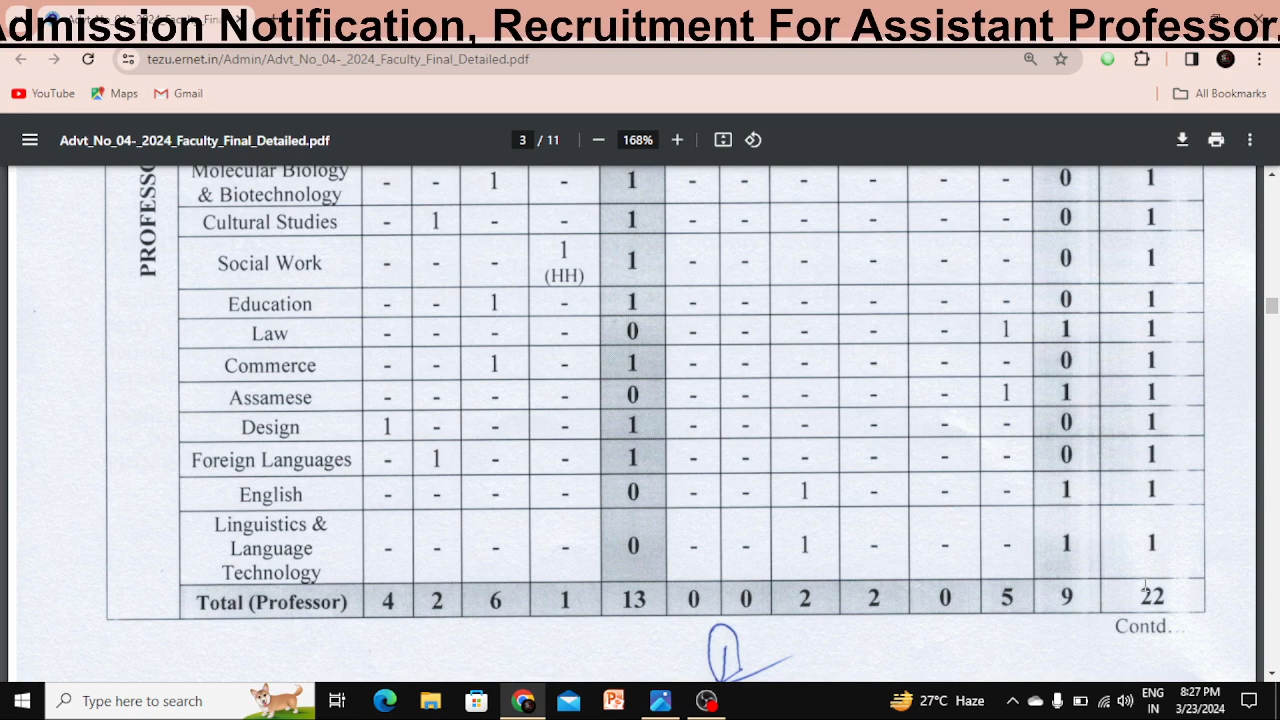 Admission Notification, Recruitment For Assistant Professor,
tezu.ernet.in/Admin/Advt_No_04-_2024_Faculty_Final_Detailed.pdf
YouTube Maps Gmail All Bookmarks
Advt_No_04-_2024_Faculty_Final_Detailed.pdf 3 / 11 168%
PROFESSO
Molecular Biology
& Biotechnology - - 1 - 1 - - - - - - 0 1
Cultural Studies - 1 - - 1 - - - - - - 0 1
Social Work - - - 1 (HH) 1 - - - - - - 0 1
Education - - 1 - 1 - - - - - - 0 1
Law - - - - 0 - - - - - 1 1 1
Commerce - - 1 - 1 - - - - - - 0 1
Assamese - - - - 0 - - - - - 1 1 1
Design 1 - - - 1 - - - - - - 0 1
Foreign Languages - 1 - - 1 - - - - - - 0 1
English - - - - 0 - - 1 - - - 1 1
Linguistics &
Language - - - - 0 - - 1 - - - 1 1
Technology
Total (Professor) 4 2 6 1 13 0 0 2 2 0 5 9 22
Contd...
Type here to search 27°C Haze ENG 8:27 PM
IN 3/23/2024